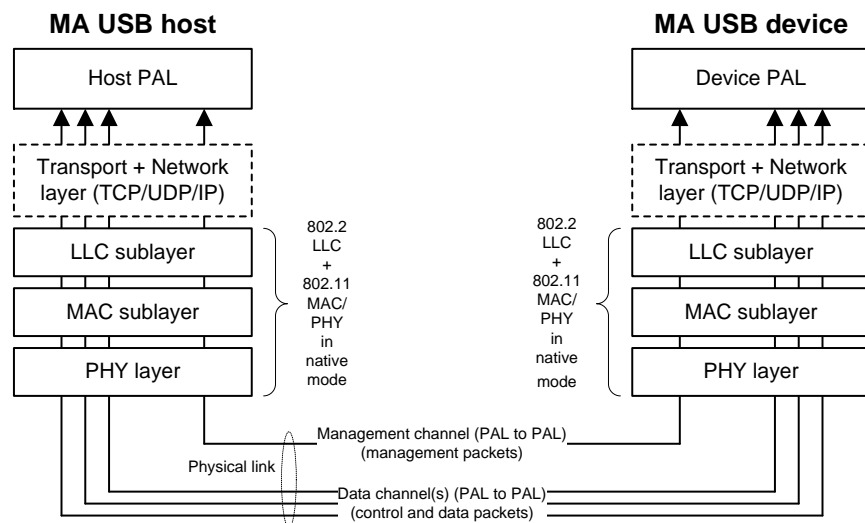 MA USB host
MA USB device
Host PAL
Device PAL
Transport + Network
layer (TCP/UDP/IP)
Transport + Network
layer (TCP/UDP/IP)
LLC sublayer
MAC sublayer
PHY layer
802.2
LLC
+
802.11
MAC/
PHY
in
native
mode
802.2
LLC
+
802.11
MAC/
PHY
in
native
mode
LLC sublayer
MAC sublayer
PHY layer
Management channel (PAL to PAL)
(management packets)
Physical link
Data channel(s) (PAL to PAL)
(control and data packets)